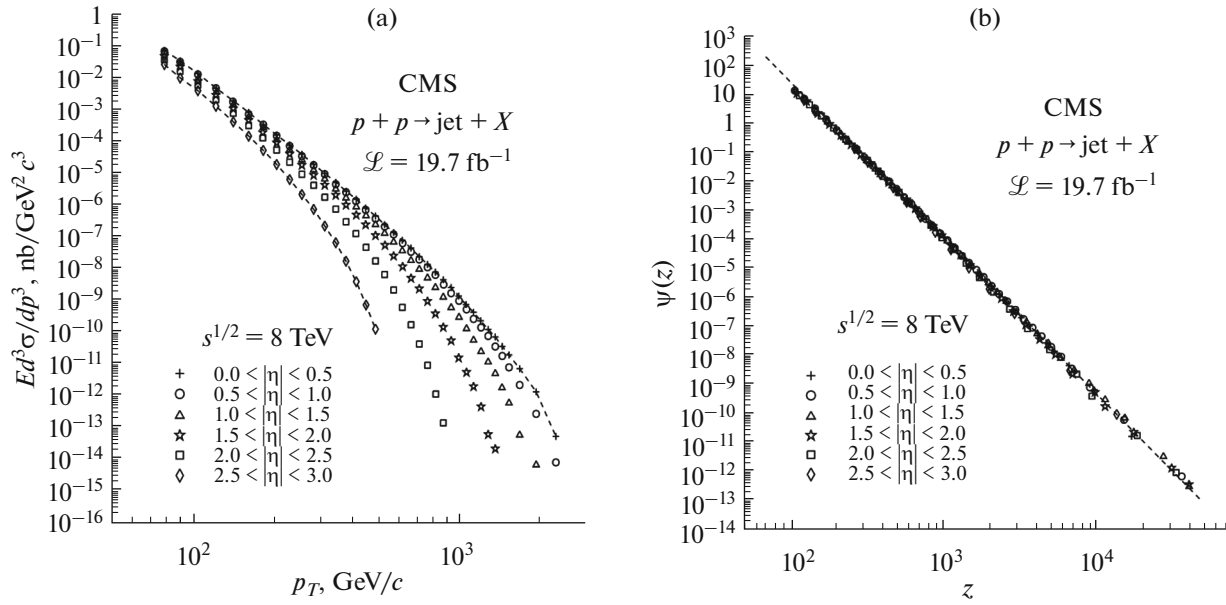 (a)
1
10⁻¹
10⁻²
10⁻³
10⁻⁴
10⁻⁵
10⁻⁶
10⁻⁷
10⁻⁸
10⁻⁹
10⁻¹⁰
10⁻¹¹
10⁻¹²
10⁻¹³
10⁻¹⁴
10⁻¹⁵
10⁻¹⁶
Ed³σ/dp³, nb/GeV²c³
CMS
p + p → jet + X
ℒ = 19.7 fb⁻¹
s¹/² = 8 TeV
0.0 < |η| < 0.5
0.5 < |η| < 1.0
1.0 < |η| < 1.5
1.5 < |η| < 2.0
2.0 < |η| < 2.5
2.5 < |η| < 3.0
10² 10³
p_T, GeV/c
(b)
10³
10²
10
1
10⁻¹
10⁻²
10⁻³
10⁻⁴
10⁻⁵
10⁻⁶
10⁻⁷
10⁻⁸
10⁻⁹
10⁻¹⁰
10⁻¹¹
10⁻¹²
10⁻¹³
10⁻¹⁴
ψ(z)
CMS
p + p → jet + X
ℒ = 19.7 fb⁻¹
s¹/² = 8 TeV
0.0 < |η| < 0.5
0.5 < |η| < 1.0
1.0 < |η| < 1.5
1.5 < |η| < 2.0
2.0 < |η| < 2.5
2.5 < |η| < 3.0
10² 10³ 10⁴
z